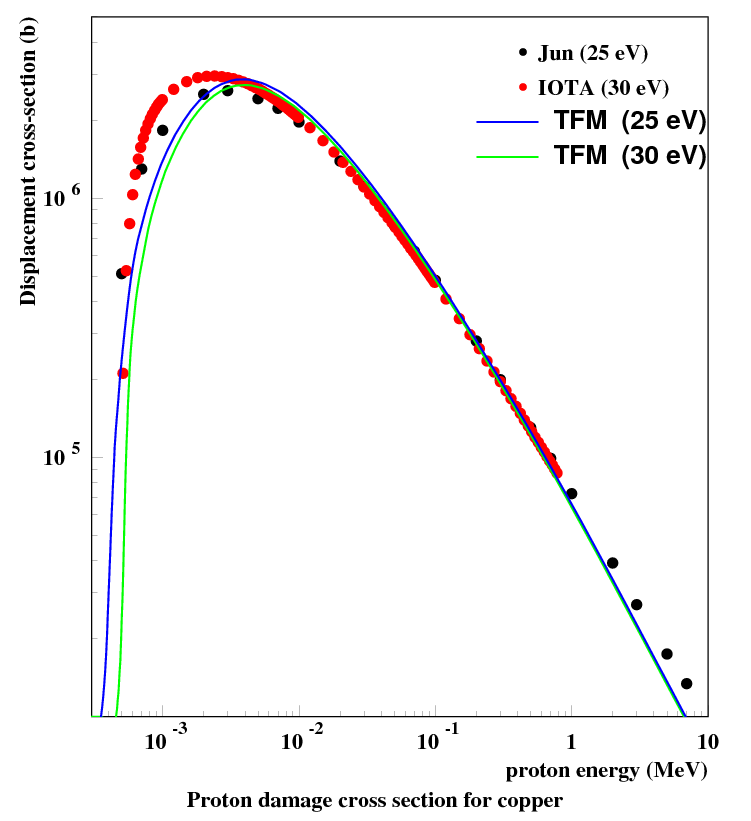 Displacement cross-section (b)
Jun (25 eV)
IOTA (30 eV)
TFM (25 eV)
TFM (30 eV)
10 6
10 5
10 -3 10 -2 10 -1 1 10
proton energy (MeV)
Proton damage cross section for copper